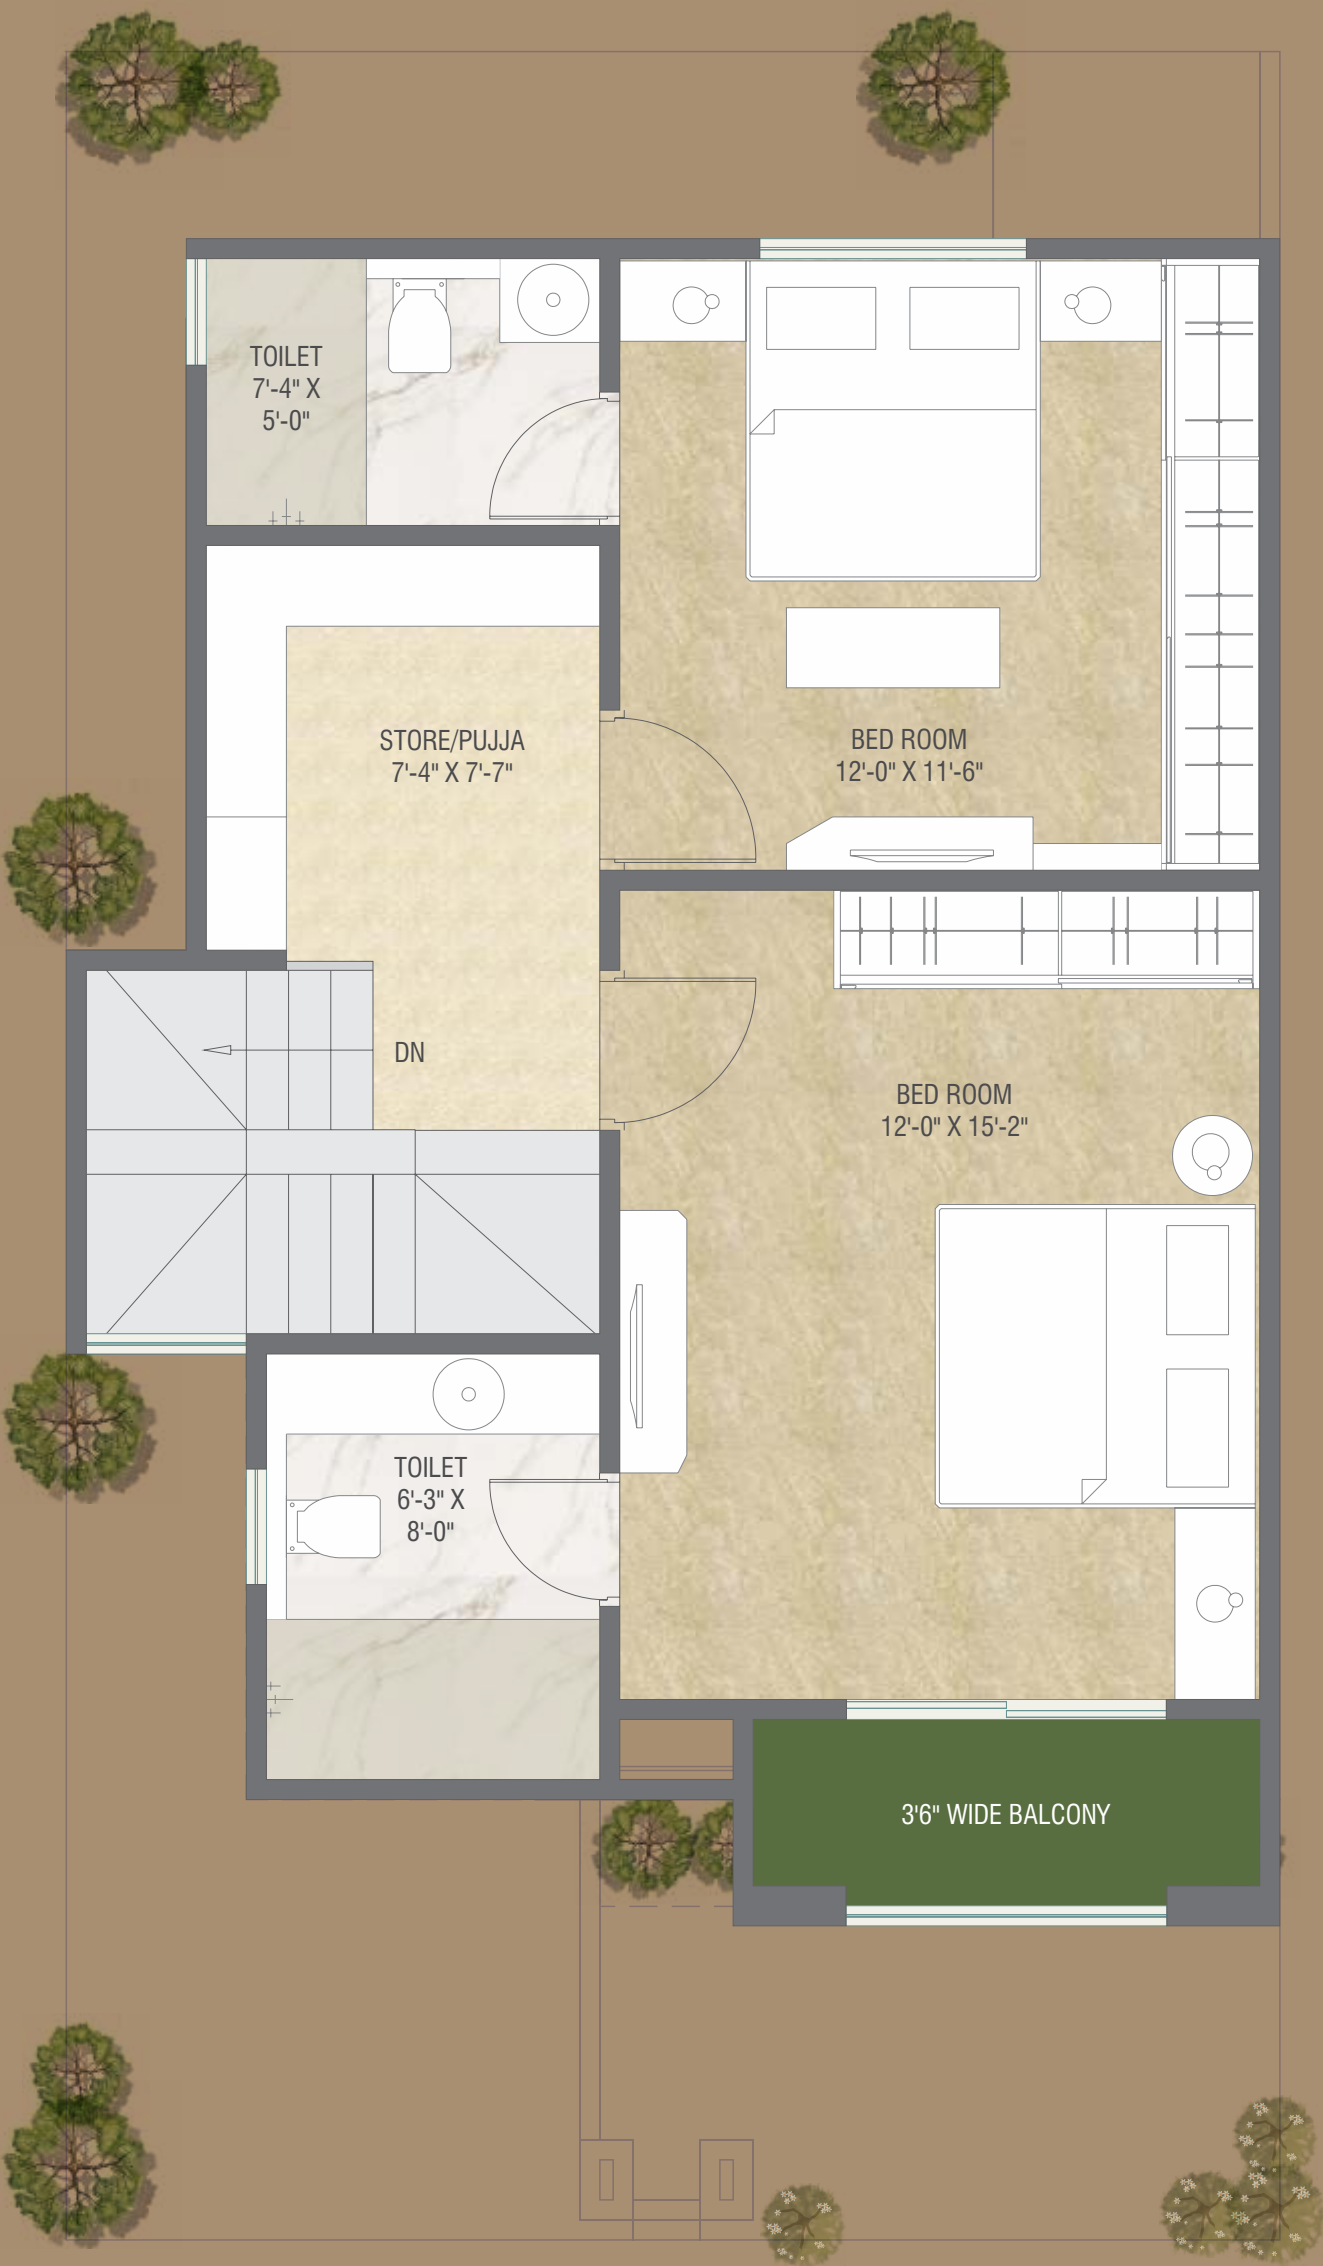 TOILET
7'-4" X
5'-0"
STORE/PUJJA
7'-4" X 7'-7"
BED ROOM
12'-0" X 11'-6"
DN
BED ROOM
12'-0" X 15'-2"
TOILET
6'-3" X
8'-0"
3'6" WIDE BALCONY